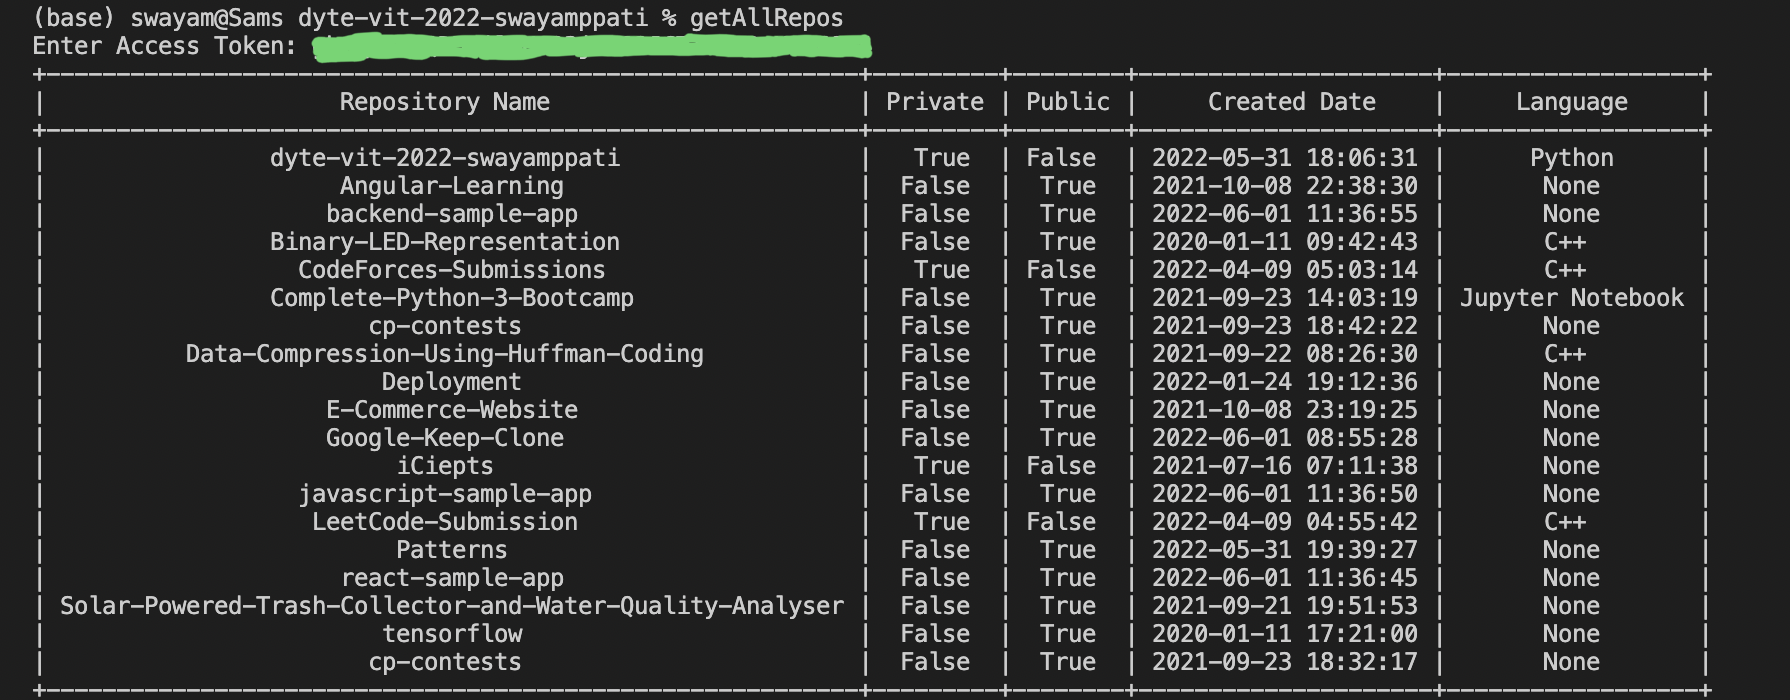 (base) swayam@Sams dyte-vit-2022-swayamppati % getAllRepos
Enter Access Token:
| Repository Name | Private | Public | Created Date | Language |
| dyte-vit-2022-swayamppati | True | False | 2022-05-31 18:06:31 | Python |
| Angular-Learning | False | True | 2021-10-08 22:38:30 | None |
| backend-sample-app | False | True | 2022-06-01 11:36:55 | None |
| Binary-LED-Representation | False | True | 2020-01-11 09:42:43 | C++ |
| CodeForces-Submissions | True | False | 2022-04-09 05:03:14 | C++ |
| Complete-Python-3-Bootcamp | False | True | 2021-09-23 14:03:19 | Jupyter Notebook |
| cp-contests | False | True | 2021-09-23 18:42:22 | None |
| Data-Compression-Using-Huffman-Coding | False | True | 2021-09-22 08:26:30 | C++ |
| Deployment | False | True | 2022-01-24 19:12:36 | None |
| E-Commerce-Website | False | True | 2021-10-08 23:19:25 | None |
| Google-Keep-Clone | False | True | 2022-06-01 08:55:28 | None |
| iCiepts | True | False | 2021-07-16 07:11:38 | None |
| javascript-sample-app | False | True | 2022-06-01 11:36:50 | None |
| LeetCode-Submission | True | False | 2022-04-09 04:55:42 | C++ |
| Patterns | False | True | 2022-05-31 19:39:27 | None |
| react-sample-app | False | True | 2022-06-01 11:36:45 | None |
| Solar-Powered-Trash-Collector-and-Water-Quality-Analyser | False | True | 2021-09-21 19:51:53 | None |
| tensorflow | False | True | 2020-01-11 17:21:00 | None |
| cp-contests | False | True | 2021-09-23 18:32:17 | None |